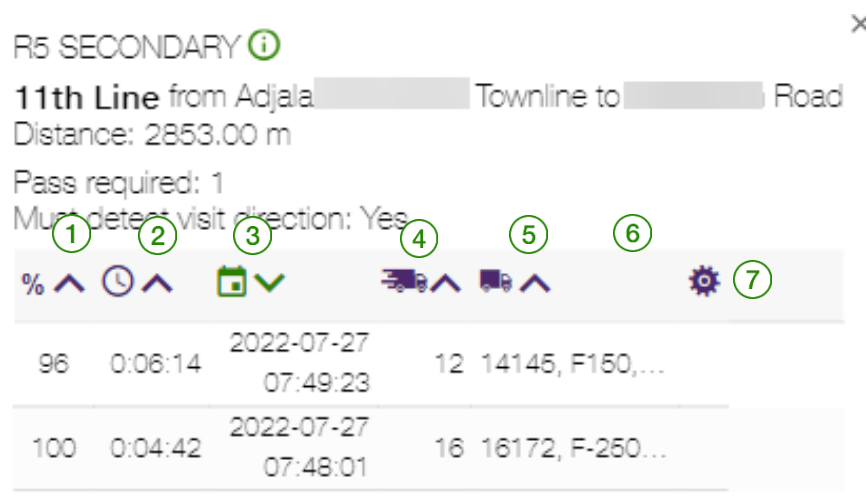 R5 SECONDARY
11th Line from Adjala Townline to Road
Distance: 2853.00 m
Pass required: 1
Must detect visit direction: Yes
1 2 3 4 5 6
% 7
96 0:06:14 2022-07-27 07:49:23 12 14145, F150,...
100 0:04:42 2022-07-27 07:48:01 16 16172, F-250...